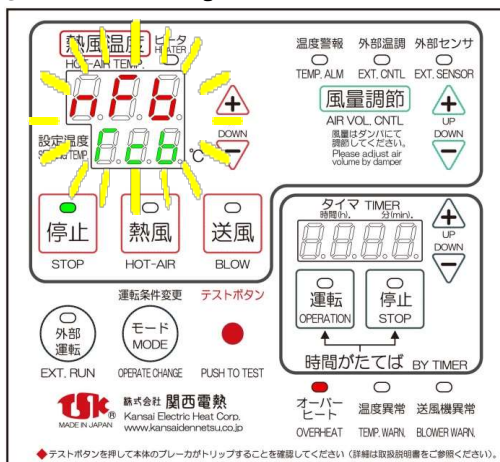 熱風温度 ヒータ
HOT-AIR TEMP. HEATER
nFb
設定温度
Ccb
℃
DOWN
停止
STOP
熱風
HOT-AIR
送風
BLOW
温度警報 外部温調 外部センサ
TEMP. ALM EXT. CNTL EXT. SENSOR
風量調節
AIR VOL. CNTL
風量はダンパにて
調節してください。
Please adjust air
volume by damper
UP
DOWN
タイマ TIMER
時間(h). 分(min).
UP
DOWN
運転
OPERATION
停止
STOP
時間がたてば BY TIMER
運転条件変更 テストボタン
外部
運転
EXT. RUN
モード
MODE
OPERATE CHANGE
PUSH TO TEST
TSK ®
MADE IN JAPAN
株式会社 関西電熱
Kansai Electric Heat Corp.
www.kansaidennetsu.co.jp
オーバー
ヒート
OVERHEAT
温度異常
TEMP. WARN.
送風機異常
BLOWER WARN.
◆テストボタンを押して本体のブレーカがトリップすることを確認してください（詳細は取扱説明書をご参照ください）。